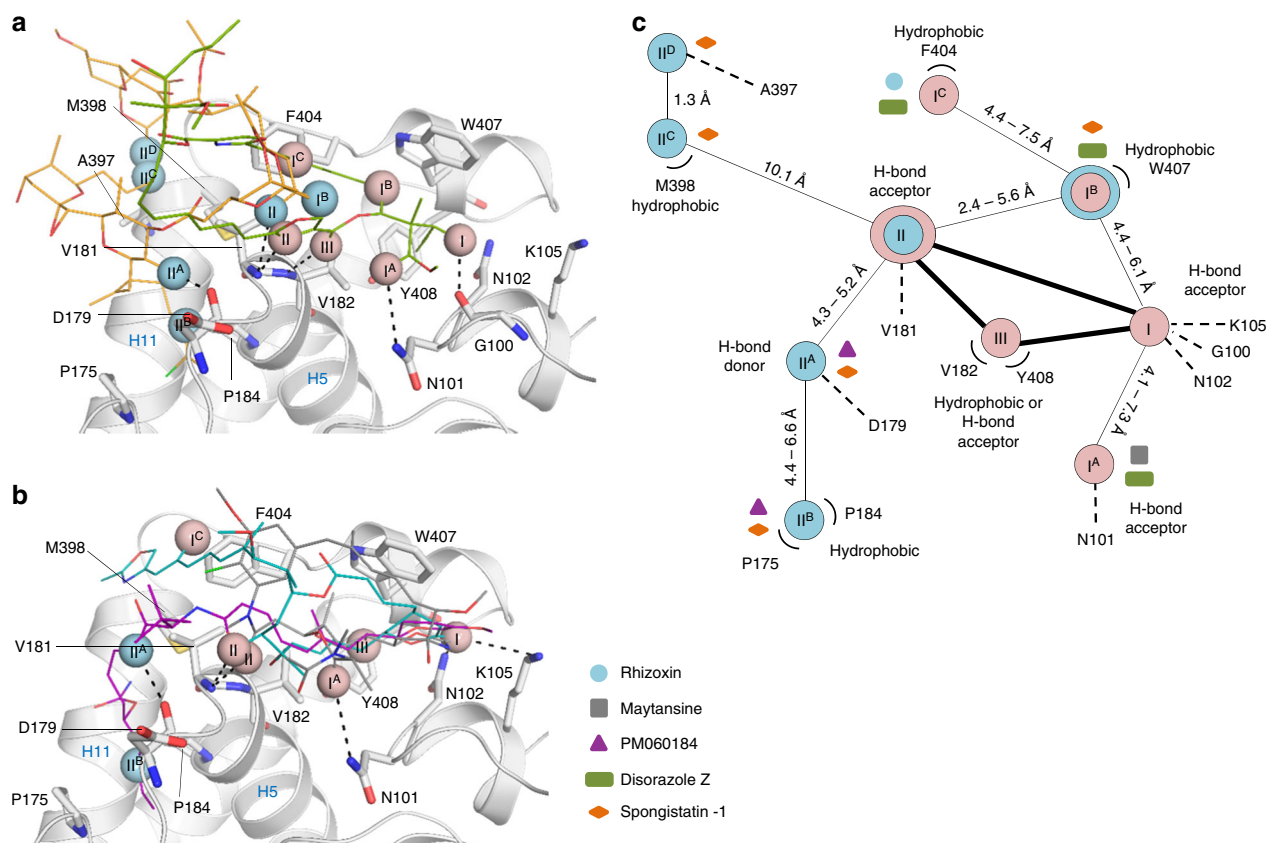 a
M398
F404
W407
A397
II^D
II^C
I^C
I^B
II
I^B
V181
II
III
I
K105
II^A
I^A
Y408
N102
V182
D179
II^B
H11
G100
P175
P184
H5
N101
b
F404
W407
M398
I^C
V181
II^A
II
II
III
I
K105
I^A
Y408
N102
V182
D179
H11
II^B
P175
P184
H5
N101
c
II^D
A397
1.3 Å
II^C
M398
hydrophobic
10.1 Å
Hydrophobic
F404
I^C
4.4 – 7.5 Å
Hydrophobic
W407
I^B
H-bond
acceptor
2.4 – 5.6 Å
II
4.4 – 6.1 Å
V181
4.3 – 5.2 Å
H-bond
acceptor
I
K105
G100
N102
III
V182
Y408
Hydrophobic or
H-bond
acceptor
H-bond
donor
II^A
D179
4.4 – 6.6 Å
4.1 – 7.3 Å
I^A
H-bond
acceptor
N101
II^B
P184
P175
Hydrophobic
Rhizoxin
Maytansine
PM060184
Disorazole Z
Spongistatin -1